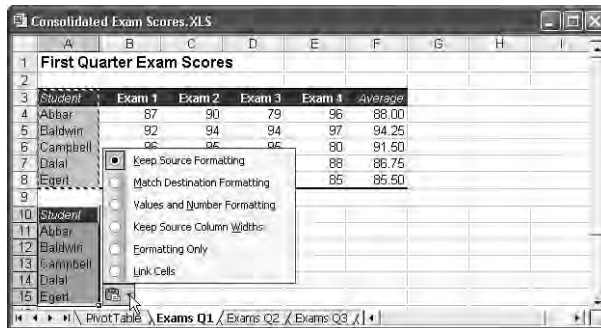 Consolidated Exam Scores.XLS
A B C D E F G H I
1 First Quarter Exam Scores
2
3 Student Exam 1 Exam 2 Exam 3 Exam 4 Average
4 Abbar 87 90 79 96 88.00
5 Baldwin 92 94 94 97 94.25
6 Campbell 96 95 95 80 91.50
7 Dalal 88 86.75
8 Egert 85 85.50
Keep Source Formatting
Match Destination Formatting
Values and Number Formatting
Keep Source Column Widths
Formatting Only
Link Cells
9
10 Student
11 Abbar
12 Baldwin
13 Campbell
14 Dalal
15 Egert
PivotTable Exams Q1 Exams Q2 Exams Q3